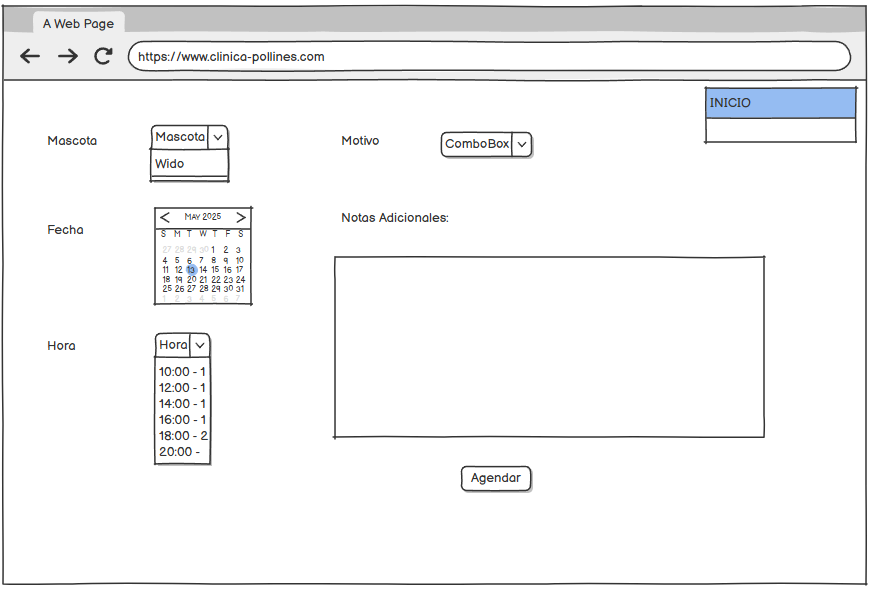 A Web Page
https://www.clinica-pollines.com
INICIO
Mascota
Mascota
Wido
Motivo
ComboBox
Fecha
MAY 2025
S M T W T F S
27 28 29 30 1 2 3
4 5 6 7 8 9 10
11 12 13 14 15 16 17
18 19 20 21 22 23 24
25 26 27 28 29 30 31
1 2 3 4 5 6 7
Notas Adicionales:
Hora
Hora
10:00 - 1
12:00 - 1
14:00 - 1
16:00 - 1
18:00 - 2
20:00 -
Agendar